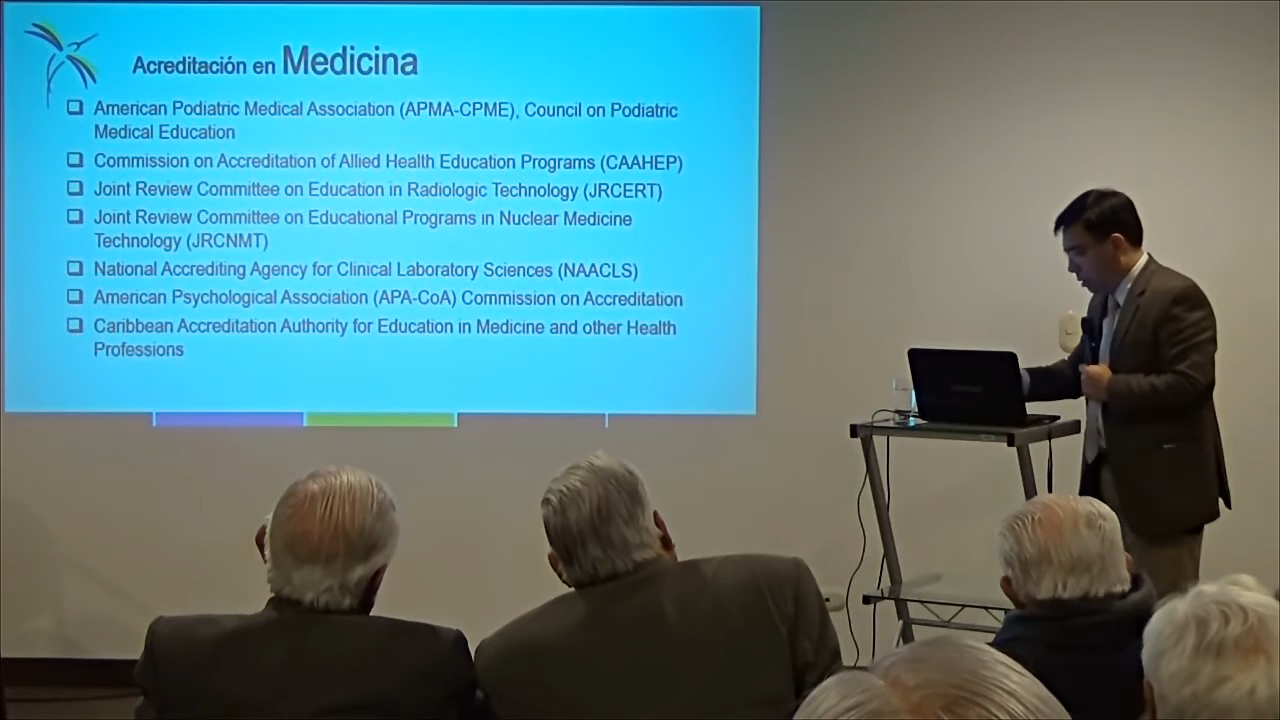 Acreditación en Medicina
American Podiatric Medical Association (APMA-CPME), Council on Podiatric
Medical Education
Commission on Accreditation of Allied Health Education Programs (CAAHEP)
Joint Review Committee on Education in Radiologic Technology (JRCERT)
Joint Review Committee on Educational Programs in Nuclear Medicine
Technology (JRCNMT)
National Accrediting Agency for Clinical Laboratory Sciences (NAACLS)
American Psychological Association (APA-CoA) Commission on Accreditation
Caribbean Accreditation Authority for Education in Medicine and other Health
Professions